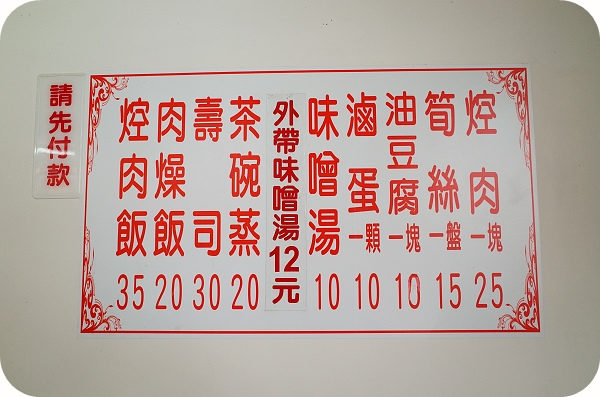 請先付款
焢肉一塊 25
筍絲一盤 15
油豆腐一塊 10
滷蛋一顆 10
味噌湯 10
外帶味噌湯12元
茶碗蒸 20
壽司 30
肉燥飯 20
焢肉飯 35